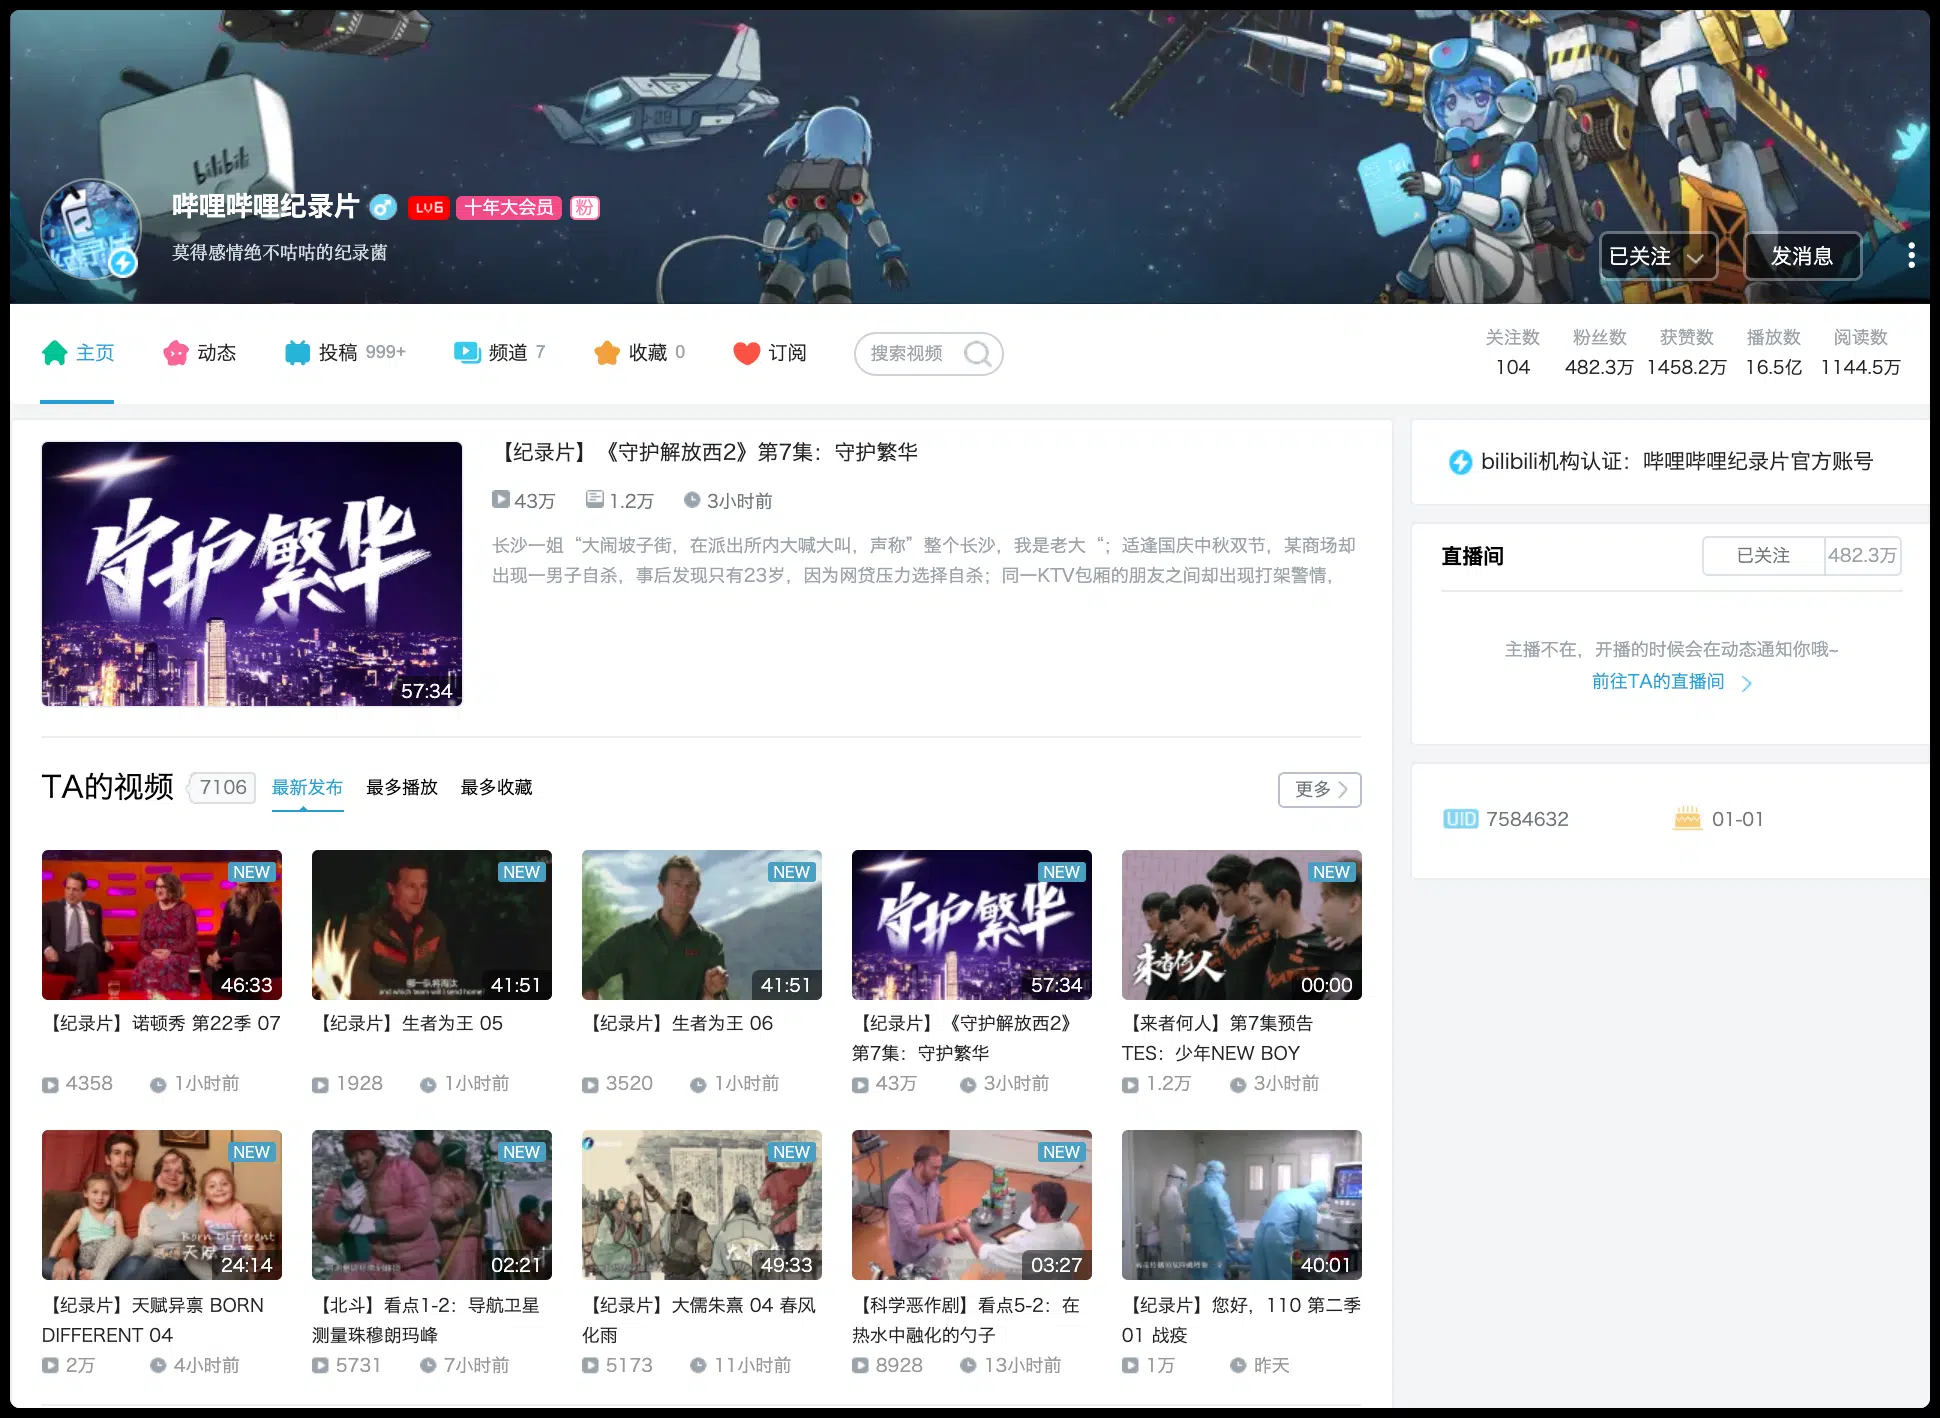 bilibili
哔哩哔哩纪录片 LV6 十年大会员 粉
莫得感情绝不咕咕的纪录菌
已关注 发消息
主页 动态 投稿 999+ 频道 7 收藏 0 订阅 搜索视频
关注数 粉丝数 获赞数 播放数 阅读数
104 482.3万 1458.2万 16.5亿 1144.5万
守护繁华
57:34
【纪录片】《守护解放西2》第7集：守护繁华
43万 1.2万 3小时前
长沙一姐“大闹坡子街，在派出所内大喊大叫，声称”整个长沙，我是老大“；适逢国庆中秋双节，某商场却
出现一男子自杀，事后发现只有23岁，因为网贷压力选择自杀；同一KTV包厢的朋友之间却出现打架警情，
bilibili机构认证：哔哩哔哩纪录片官方账号
直播间 已关注 482.3万
主播不在，开播的时候会在动态通知你哦~
前往TA的直播间
UID 7584632 01-01
TA的视频 7106 最新发布 最多播放 最多收藏 更多
NEW NEW NEW NEW NEW
守护繁华
来者何人
哪一队将淘汰
and which team will I send home?
46:33 41:51 41:51 57:34 00:00
【纪录片】诺顿秀 第22季 07
【纪录片】生者为王 05
【纪录片】生者为王 06
【纪录片】《守护解放西2》
第7集：守护繁华
【来者何人】第7集预告
TES：少年NEW BOY
4358 1小时前 1928 1小时前 3520 1小时前 43万 3小时前 1.2万 3小时前
NEW NEW NEW NEW
Born Different
天赋异禀
24:14 02:21 49:33 03:27 40:01
【纪录片】天赋异禀 BORN
DIFFERENT 04
【北斗】看点1-2：导航卫星
测量珠穆朗玛峰
【纪录片】大儒朱熹 04 春风
化雨
【科学恶作剧】看点5-2：在
热水中融化的勺子
【纪录片】您好，110 第二季
01 战疫
2万 4小时前 5731 7小时前 5173 11小时前 8928 13小时前 1万 昨天